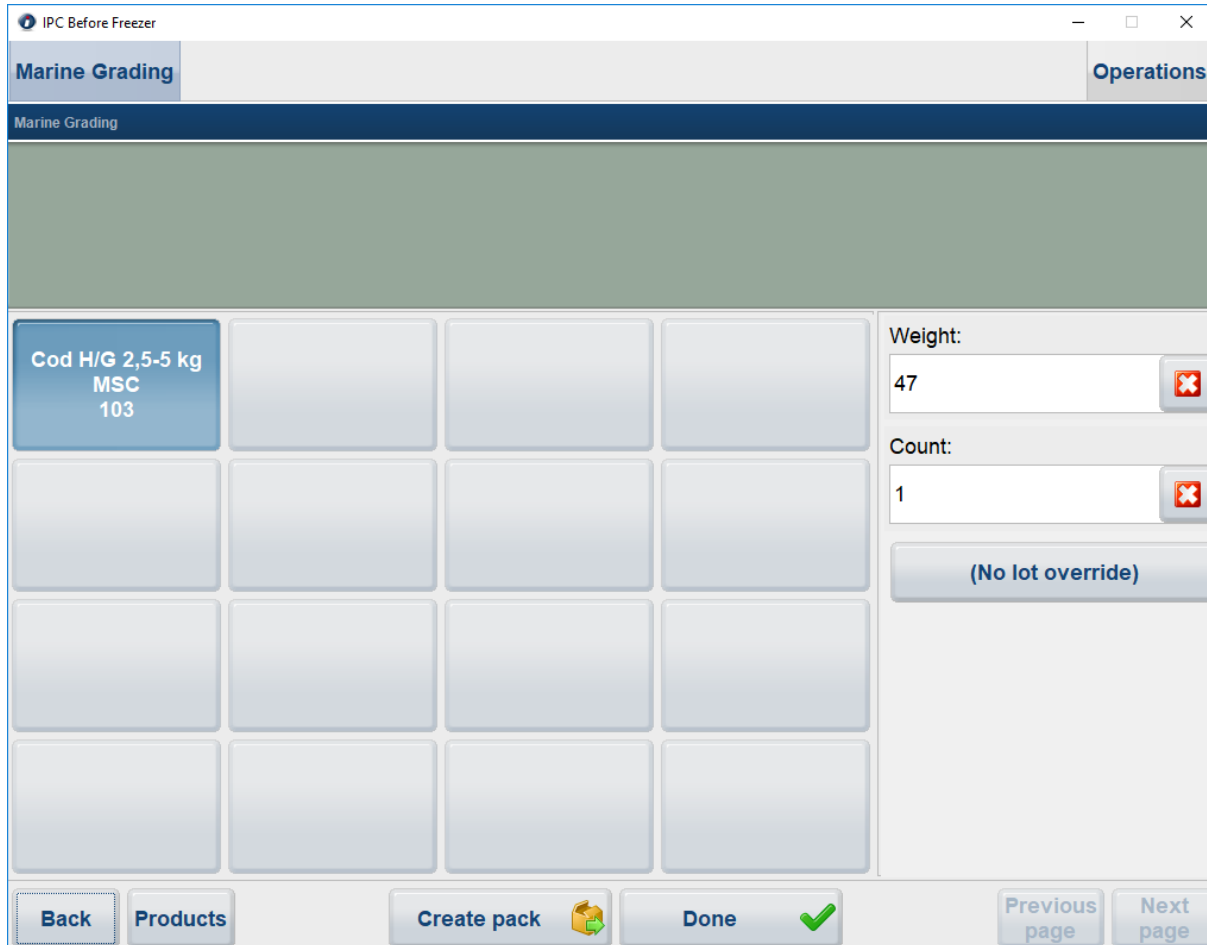 IPC Before Freezer
Marine Grading
Operations
Marine Grading
Cod H/G 2,5-5 kg
MSC
103
Weight:
47
Count:
1
(No lot override)
Back
Products
Create pack
Done
Previous
page
Next
page